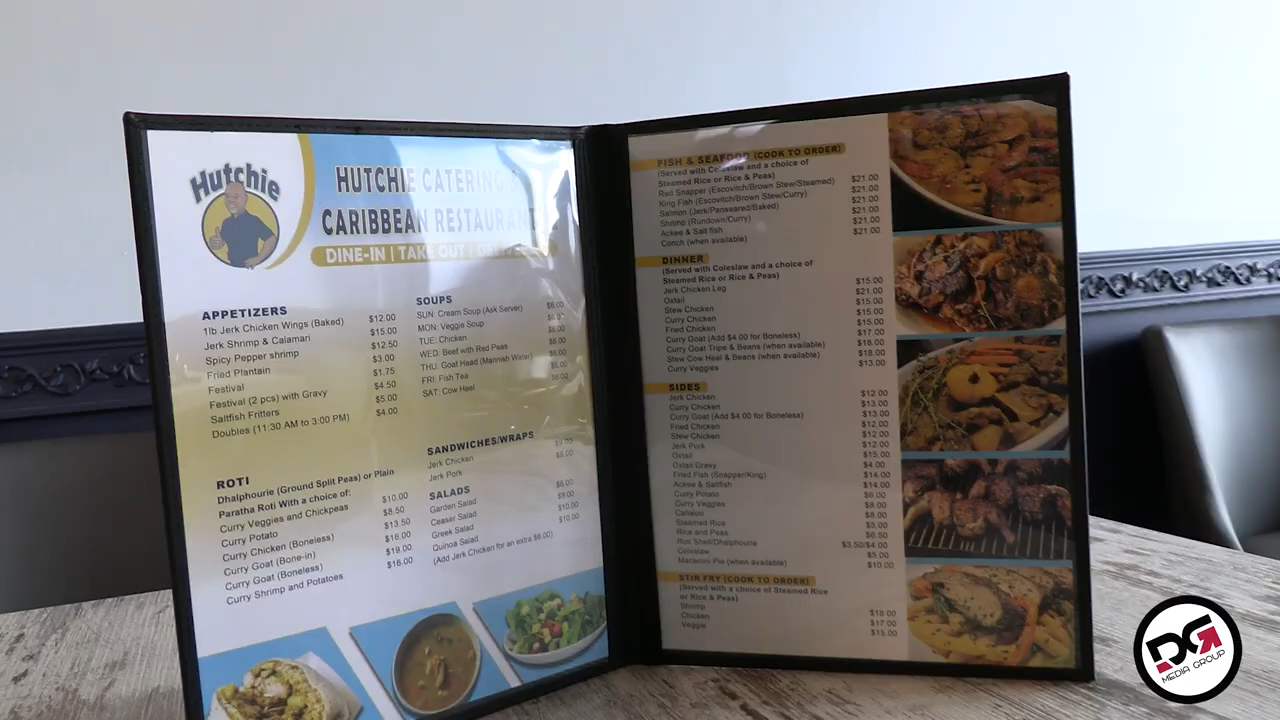 Hutchie
HUTCHIE CATERING
CARIBBEAN RESTAURANT
DINE-IN | TAKE OUT |
APPETIZERS
1lb Jerk Chicken Wings (Baked) $12.00
Jerk Shrimp & Calamari $15.00
Spicy Pepper shrimp $12.50
Fried Plantain $3.00
Festival $1.75
Festival (2 pcs) with Gravy $4.50
Saltfish Fritters $5.00
Doubles (11:30 AM to 3:00 PM) $4.00
ROTI
Dhalphourie (Ground Split Peas) or Plain
Paratha Roti With a choice of:
Curry Veggies and Chickpeas $10.00
Curry Potato $8.50
Curry Chicken (Boneless) $13.50
Curry Goat (Bone-in) $16.00
Curry Goat (Boneless) $19.00
Curry Shrimp and Potatoes $16.00
SOUPS
SUN: Cream Soup (Ask Server) $6.00
MON: Veggie Soup $6.00
TUE: Chicken $6.00
WED: Beef with Red Peas $6.00
THU: Goat Head (Mannish Water) $6.00
FRI: Fish Tea $6.00
SAT: Cow Heel $6.00
SANDWICHES/WRAPS
Jerk Chicken
Jerk Pork $8.00
SALADS
Garden Salad $8.00
Ceaser Salad $9.00
Greek Salad $10.00
Quinoa Salad $10.00
(Add Jerk Chicken for an extra $6.00)
FISH & SEAFOOD (COOK TO ORDER)
(Served with Coleslaw and a choice of
Steamed Rice or Rice & Peas)
Red Snapper (Escovitch/Brown Stew/Steamed) $21.00
King Fish (Escovitch/Brown Stew/Curry) $21.00
Salmon (Jerk/Panseared/Baked) $21.00
Shrimp (Rundown/Curry) $21.00
Ackee & Salt fish $21.00
Conch (when available)
DINNER
(Served with Coleslaw and a choice of
Steamed Rice or Rice & Peas)
Jerk Chicken Leg $15.00
Oxtail $21.00
Stew Chicken $15.00
Curry Chicken $15.00
Fried Chicken $15.00
Curry Goat (Add $4.00 for Boneless) $17.00
Curry Goat Tripe & Beans (when available) $18.00
Stew Cow Heel & Beans (when available) $18.00
Curry Veggies $13.00
SIDES
Jerk Chicken $12.00
Curry Chicken $13.00
Curry Goat (Add $4.00 for Boneless) $13.00
Fried Chicken $12.00
Stew Chicken $12.00
Jerk Pork $12.00
Oxtail $15.00
Oxtail Gravy $4.00
Fried Fish (Snapper/King) $14.00
Ackee & Saltfish $14.00
Curry Potato $6.00
Curry Veggies $8.00
Callaloo $8.00
Steamed Rice $5.00
Rice and Peas $6.50
Roti Shell/Dhalphourie $3.50/$4.00
Coleslaw $5.00
Macaroni Pie (when available) $10.00
STIR FRY (COOK TO ORDER)
(Served with a choice of Steamed Rice
or Rice & Peas)
Shrimp $18.00
Chicken $17.00
Veggie $15.00
DG
MEDIA GROUP